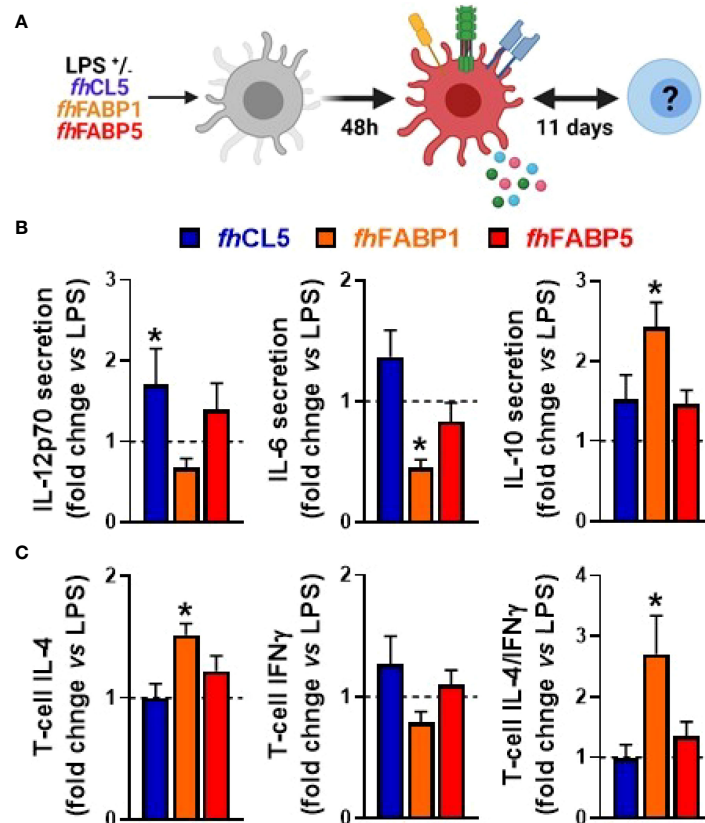 A
LPS +/-
fhCL5
fhFABP1
fhFABP5
48h
11 days
?
B
fhCL5 fhFABP1 fhFABP5
IL-12p70 secretion
(fold chnge vs LPS)
3
2
1
0
*
IL-6 secretion
(fold chnge vs LPS)
2
1
0
*
IL-10 secretion
(fold chnge vs LPS)
3
2
1
0
*
C
T-cell IL-4
(fold chnge vs LPS)
2
1
0
*
T-cell IFNγ
(fold chnge vs LPS)
2
1
0
T-cell IL-4/IFNγ
(fold chnge vs LPS)
4
3
2
1
0
*